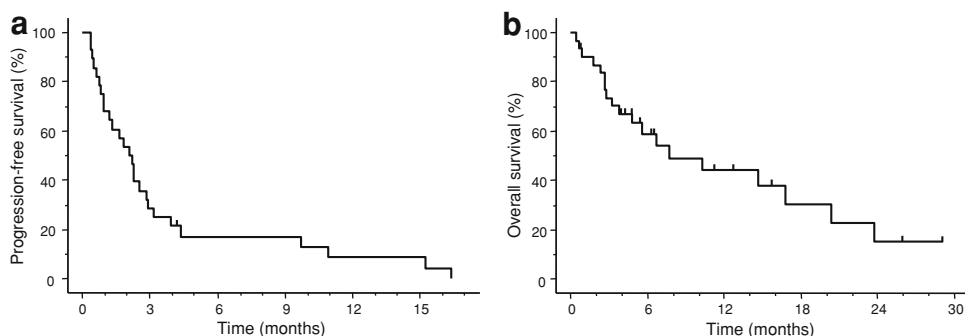 a
Progression-free survival (%)
100
80
60
40
20
0
0 3 6 9 12 15
Time (months)
b
Overall survival (%)
100
80
60
40
20
0
0 6 12 18 24 30
Time (months)